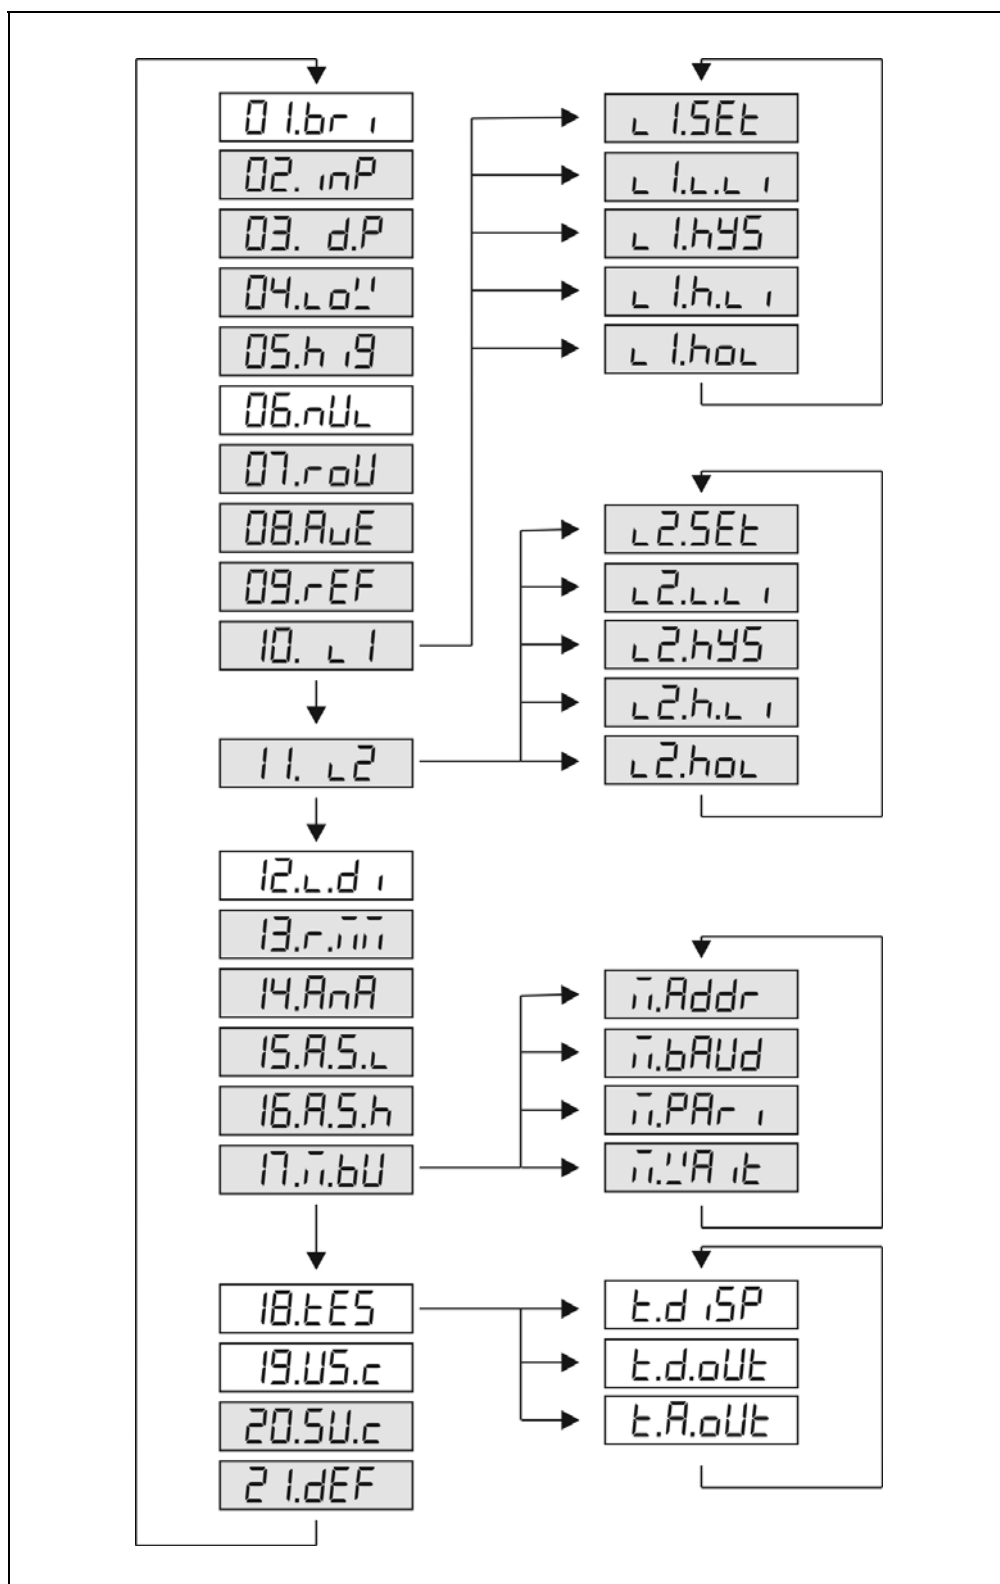 01.bri
02. inP
03. d.P
04.LoW
05.hig
06.nUL
07.roU
08.AuE
09.rEF
10. L1
11. L2
12.L.di
13.r.mm
14.AnA
15.A.S.L
16.A.S.h
17.m.bU
18.tES
19.US.c
20.SU.c
21.dEF
L1.SEt
L1.L.Li
L1.hYS
L1.h.Li
L1.hoL
L2.SEt
L2.L.Li
L2.hYS
L2.h.Li
L2.hoL
m.Addr
m.bAUd
m.PAri
m.WAit
t.diSP
t.d.oUt
t.A.oUt